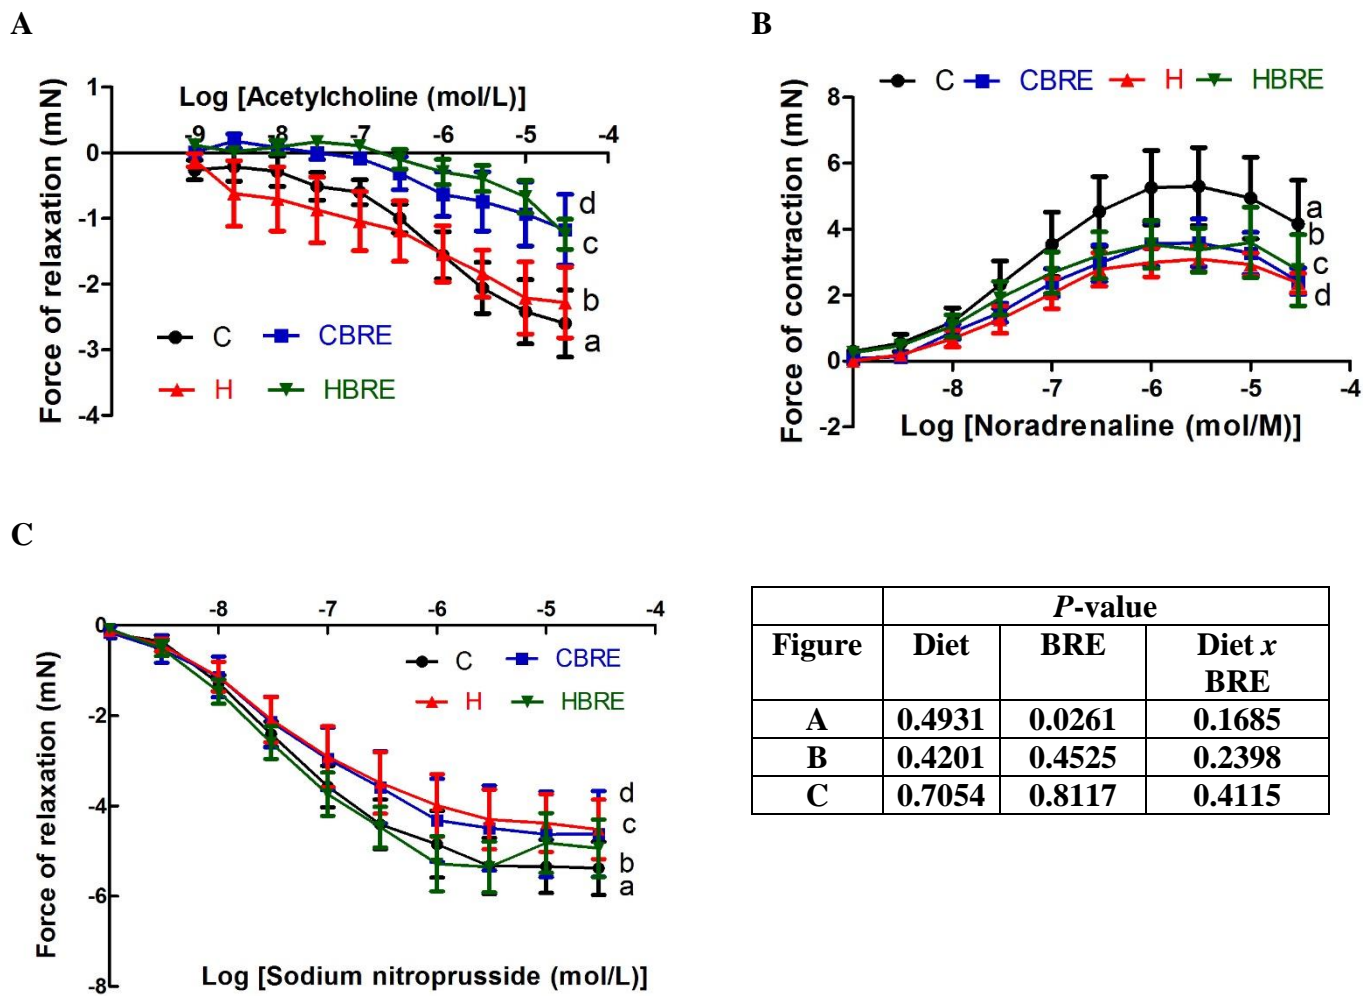 A
B
Log [Acetylcholine (mol/L)]
Force of relaxation (mN)
1
0
-1
-2
-3
-4
-9 -8 -7 -6 -5 -4
d
c
b
a
C CBRE
H HBRE
C CBRE H HBRE
Force of contraction (mN)
8
6
4
2
0
-2
-8 -7 -6 -5 -4
a
b
c
d
Log [Noradrenaline (mol/M)]
C
-8 -7 -6 -5 -4
Force of relaxation (mN)
0
-2
-4
-6
-8
C CBRE
H HBRE
d
c
b
a
Log [Sodium nitroprusside (mol/L)]
P-value
Figure Diet BRE Diet x
BRE
A 0.4931 0.0261 0.1685
B 0.4201 0.4525 0.2398
C 0.7054 0.8117 0.4115